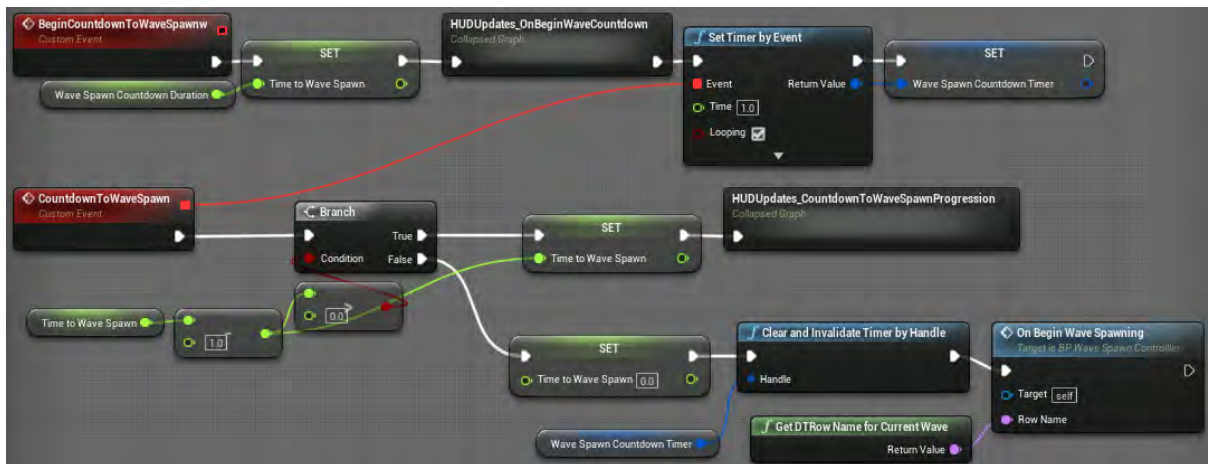 BeginCountdownToWaveSpawnw
Custom Event
SET
Time to Wave Spawn
Wave Spawn Countdown Duration
HUDUpdates_OnBeginWaveCountdown
Collapsed Graph
Set Timer by Event
Event
Return Value
Time 1.0
Looping
SET
Wave Spawn Countdown Timer
CountdownToWaveSpawn
Custom Event
Branch
True
Condition
False
SET
Time to Wave Spawn
HUDUpdates_CountdownToWaveSpawnProgression
Collapsed Graph
Time to Wave Spawn
-
1.0
>
0.0
SET
Time to Wave Spawn 0.0
Clear and Invalidate Timer by Handle
Handle
Wave Spawn Countdown Timer
On Begin Wave Spawning
Target is BP Wave Spawn Controller
Target self
Row Name
Get DTRow Name for Current Wave
Return Value